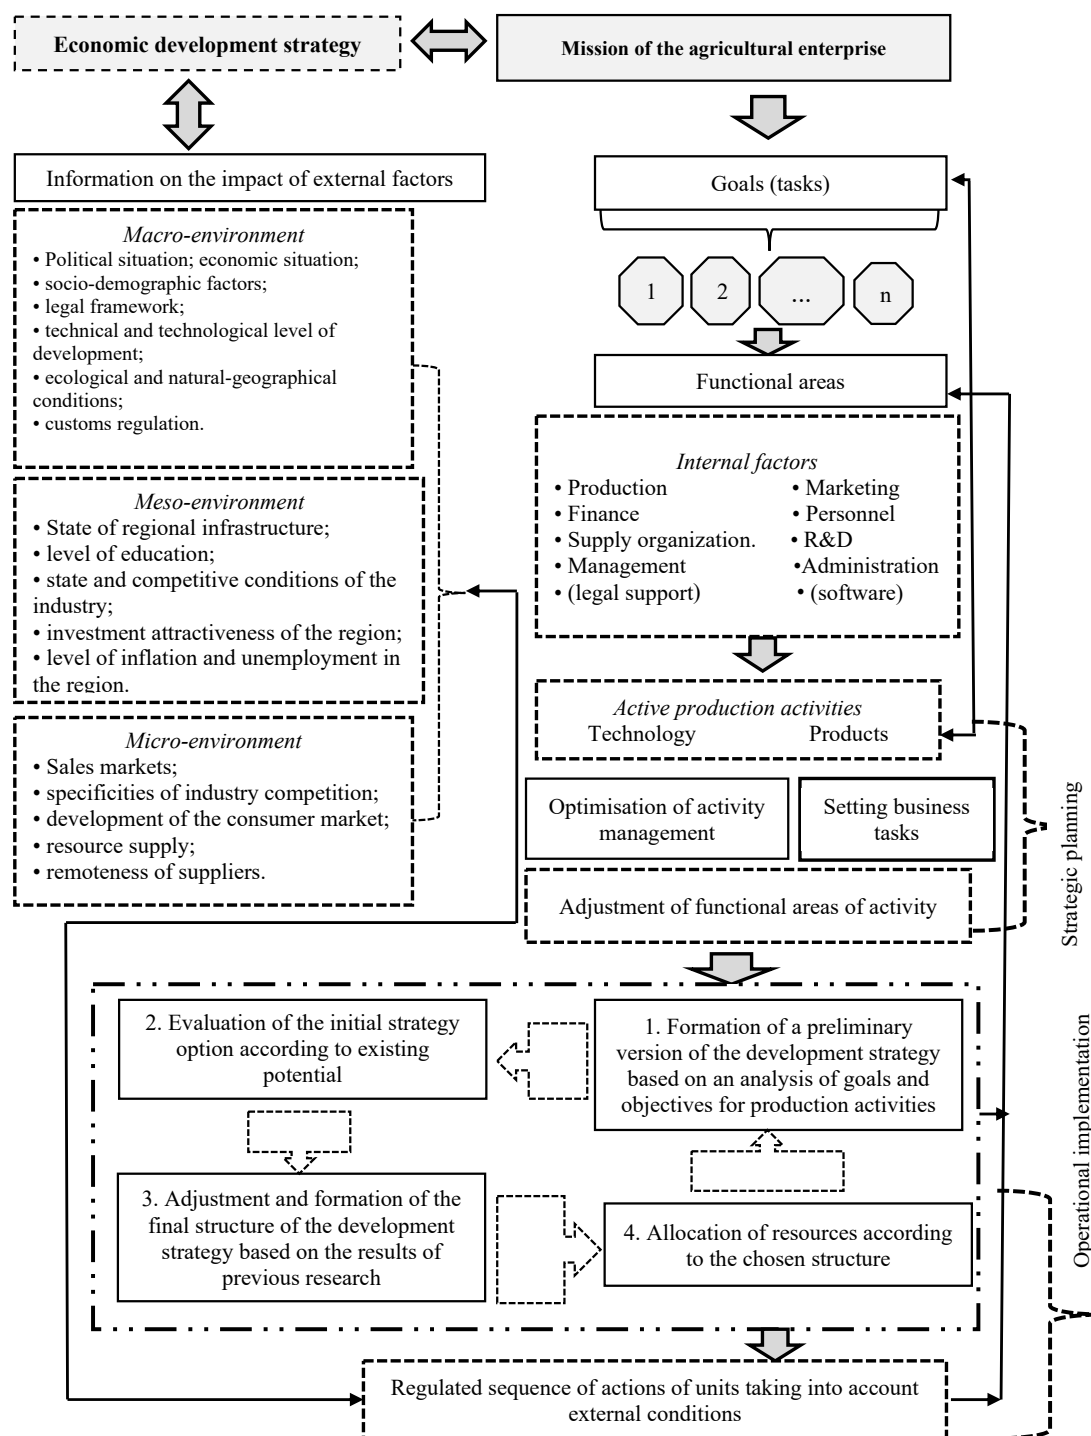 Economic development strategy
Mission of the agricultural enterprise
Information on the impact of external factors
Macro-environment
• Political situation; economic situation;
• socio-demographic factors;
• legal framework;
• technical and technological level of
development;
• ecological and natural-geographical
conditions;
• customs regulation.
Meso-environment
• State of regional infrastructure;
• level of education;
• state and competitive conditions of the
industry;
• investment attractiveness of the region;
• level of inflation and unemployment in
the region.
Micro-environment
• Sales markets;
• specificities of industry competition;
• development of the consumer market;
• resource supply;
• remoteness of suppliers.
Goals (tasks)
1
2
...
n
Functional areas
Internal factors
• Production
• Finance
• Supply organization.
• Management
• (legal support)
• Marketing
• Personnel
• R&D
•Administration
• (software)
Active production activities
Technology Products
Optimisation of activity
management
Setting business
tasks
Adjustment of functional areas of activity
Strategic planning
2. Evaluation of the initial strategy
option according to existing
potential
1. Formation of a preliminary
version of the development strategy
based on an analysis of goals and
objectives for production activities
3. Adjustment and formation of the
final structure of the development
strategy based on the results of
previous research
4. Allocation of resources according
to the chosen structure
Operational implementation
Regulated sequence of actions of units taking into account
external conditions